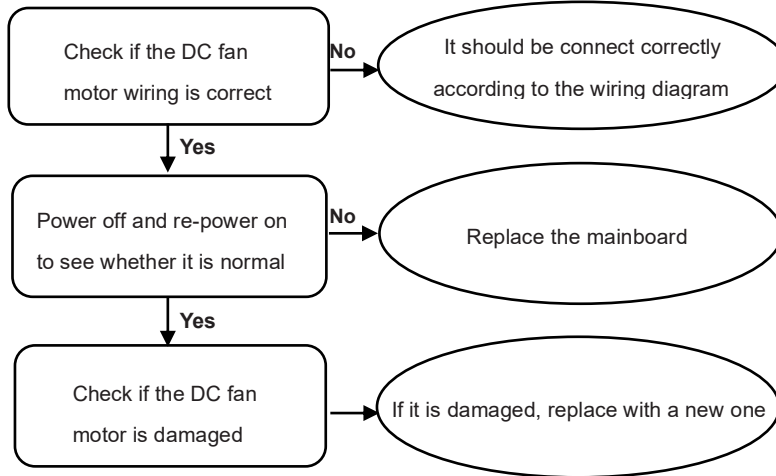 Check if the DC fan
motor wiring is correct
No
It should be connect correctly
according to the wiring diagram
Yes
Power off and re-power on
to see whether it is normal
No
Replace the mainboard
Yes
Check if the DC fan
motor is damaged
If it is damaged, replace with a new one